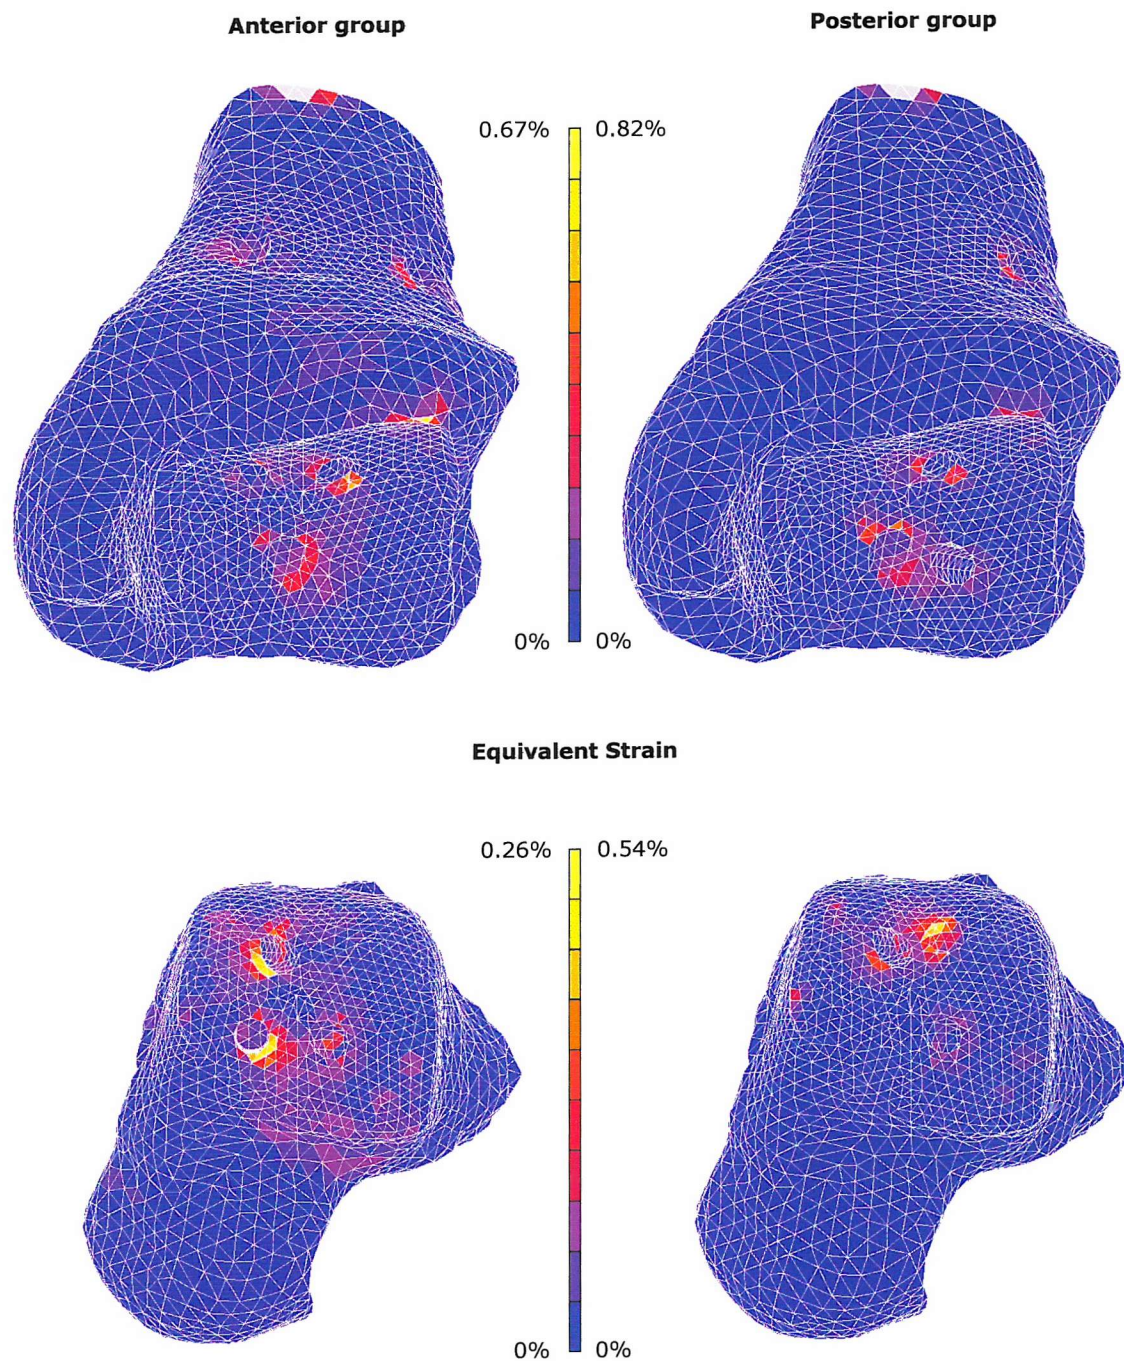 Anterior group
Posterior group
0.67% 0.82%
0% 0%
Equivalent Strain
0.26% 0.54%
0% 0%